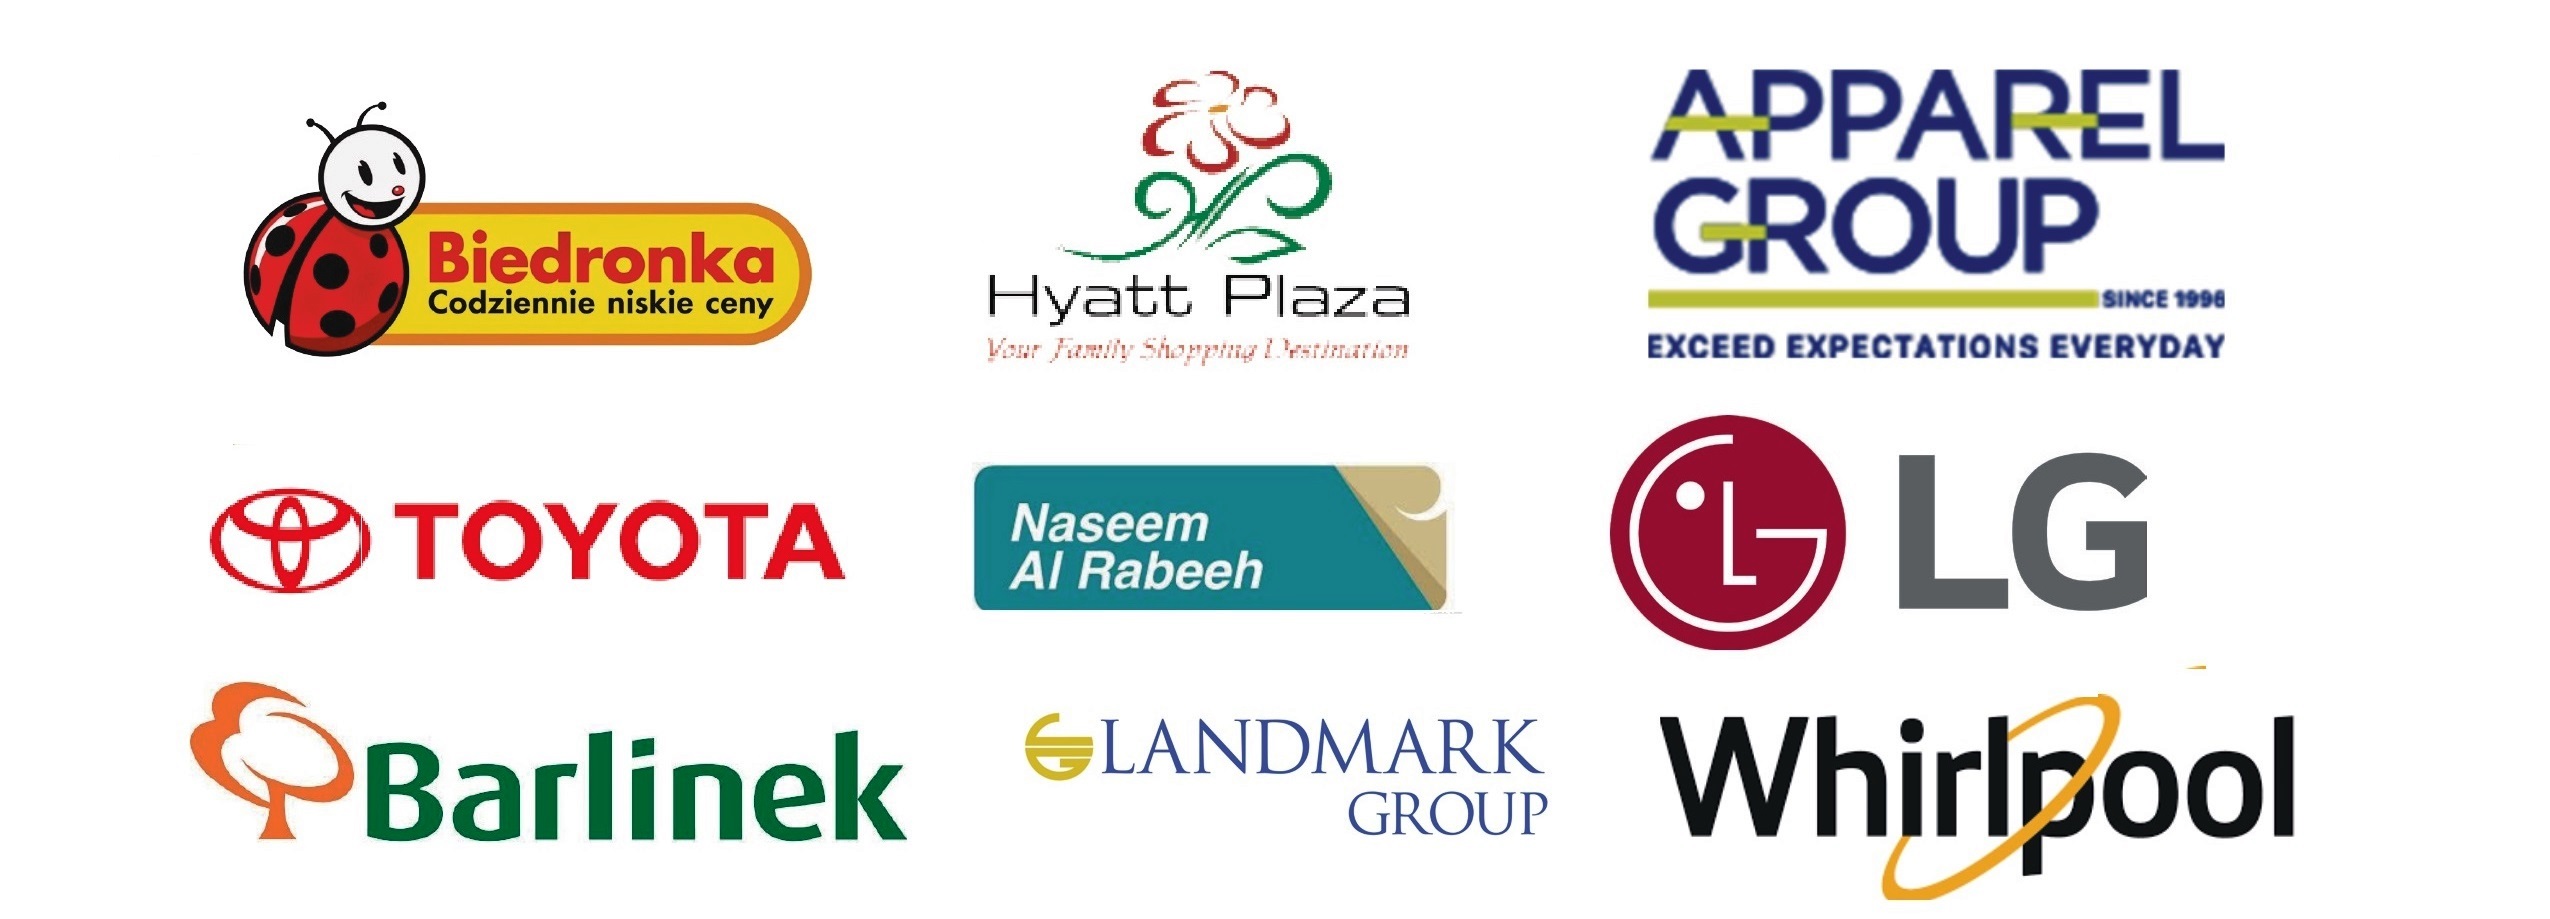 Biedronka
Codziennie niskie ceny
Hyatt Plaza
Your Family Shopping Destination
APPAREL
GROUP
SINCE 1996
EXCEED EXPECTATIONS EVERYDAY
TOYOTA
Naseem
Al Rabeeh
LG
Barlinek
LANDMARK
GROUP
Whirlpool